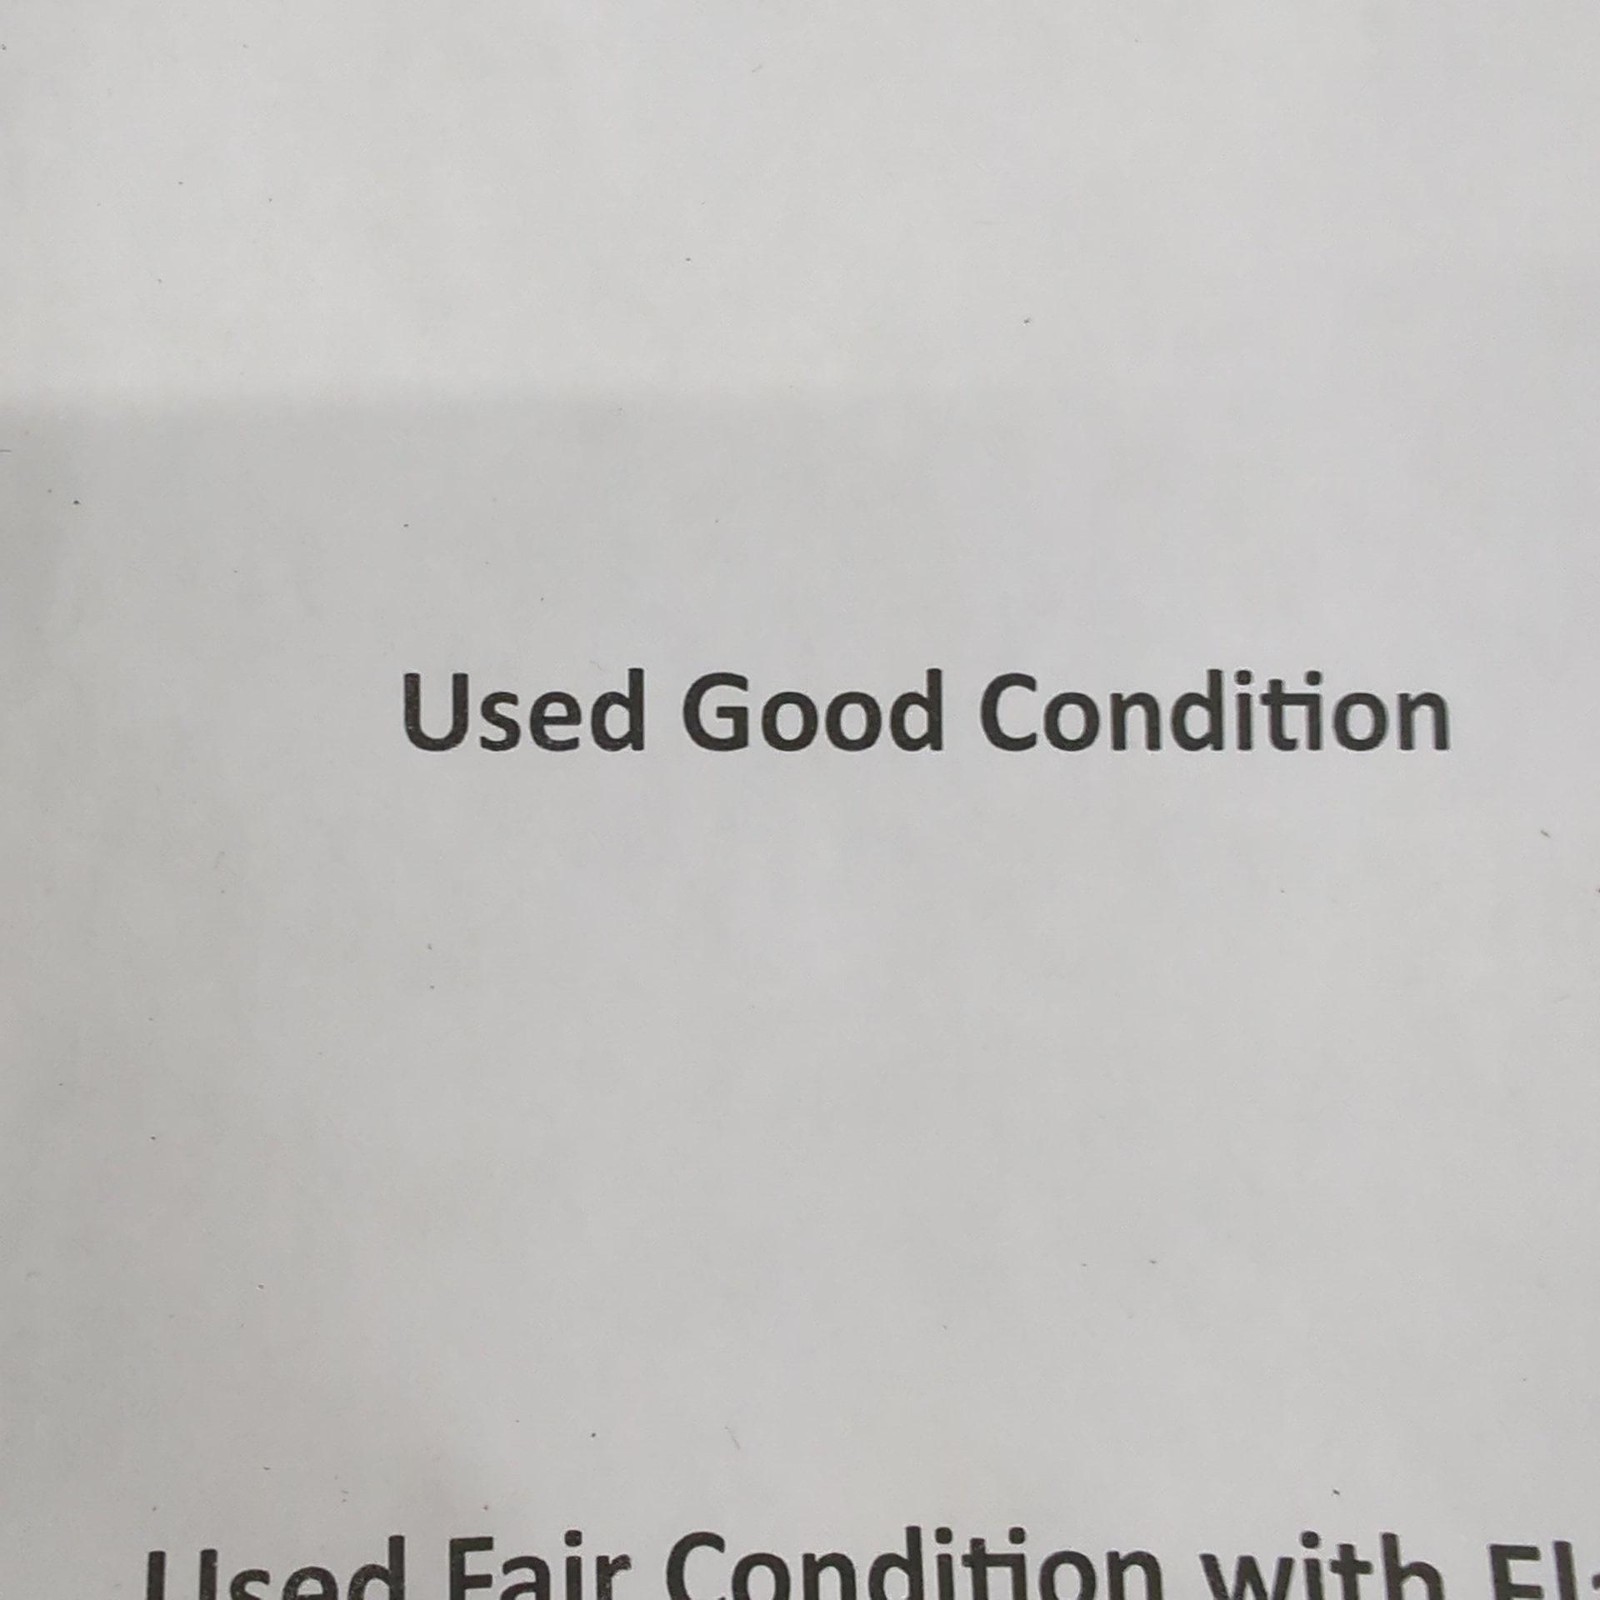 Used Good Condition
Used Fair Condition with